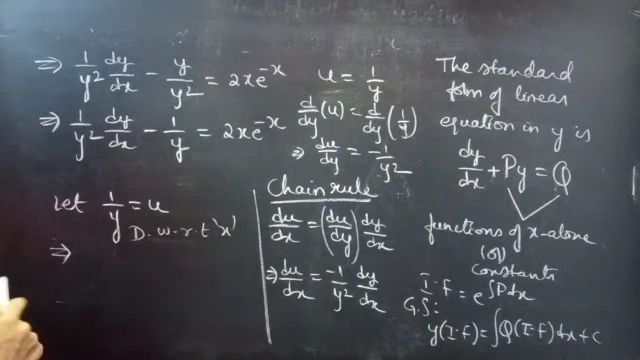 ⇒ 1/y² dy/dx − y/y² = 2xe^-x
⇒ 1/y² dy/dx − 1/y = 2xe^-x
Let 1/y = u
D.w.r.t 'x'
⇒
u = 1/y
d/dy (u) = d/dy (1/y)
⇒ du/dy = -1/y²
Chain rule
du/dx = (du/dy) dy/dx
⇒ du/dx = -1/y² dy/dx
The standard
form of linear
equation in y is
dy/dx + Py = Q
functions of x-alone
(or)
constants
I.f = e^∫Pdx
G.S:
y(I.f) = ∫Q(I.f)dx+c